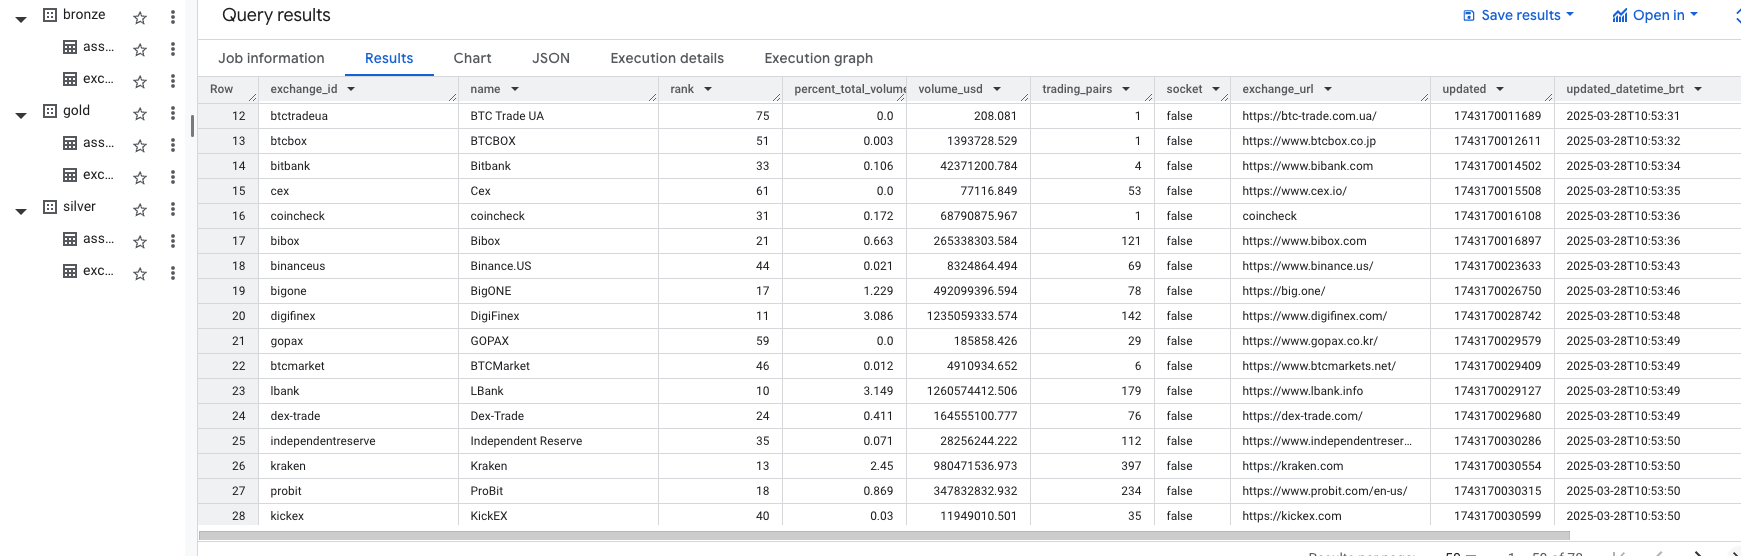 bronze
ass...
exc...
gold
ass...
exc...
silver
ass...
exc...
Query results
Save results
Open in
Job information Results Chart JSON Execution details Execution graph
Row exchange_id name rank percent_total_volume volume_usd trading_pairs socket exchange_url updated updated_datetime_brt
12 btctradeua BTC Trade UA 75 0.0 208.081 1 false https://btc-trade.com.ua/ 1743170011689 2025-03-28T10:53:31
13 btcbox BTCBOX 51 0.003 1393728.529 1 false https://www.btcbox.co.jp 1743170012611 2025-03-28T10:53:32
14 bitbank Bitbank 33 0.106 42371200.784 4 false https://www.bibank.com 1743170014502 2025-03-28T10:53:34
15 cex Cex 61 0.0 77116.849 53 false https://www.cex.io/ 1743170015508 2025-03-28T10:53:35
16 coincheck coincheck 31 0.172 68790875.967 1 false coincheck 1743170016108 2025-03-28T10:53:36
17 bibox Bibox 21 0.663 265338303.584 121 false https://www.bibox.com 1743170016897 2025-03-28T10:53:36
18 binanceus Binance.US 44 0.021 8324864.494 69 false https://www.binance.us/ 1743170023633 2025-03-28T10:53:43
19 bigone BigONE 17 1.229 492099396.594 78 false https://big.one/ 1743170026750 2025-03-28T10:53:46
20 digifinex DigiFinex 11 3.086 1235059333.574 142 false https://www.digifinex.com/ 1743170028742 2025-03-28T10:53:48
21 gopax GOPAX 59 0.0 185858.426 29 false https://www.gopax.co.kr/ 1743170029579 2025-03-28T10:53:49
22 btcmarket BTCMarket 46 0.012 4910934.652 6 false https://www.btcmarkets.net/ 1743170029409 2025-03-28T10:53:49
23 lbank LBank 10 3.149 1260574412.506 179 false https://www.lbank.info 1743170029127 2025-03-28T10:53:49
24 dex-trade Dex-Trade 24 0.411 164555100.777 76 false https://dex-trade.com/ 1743170029680 2025-03-28T10:53:49
25 independentreserve Independent Reserve 35 0.071 28256244.222 112 false https://www.independentreser... 1743170030286 2025-03-28T10:53:50
26 kraken Kraken 13 2.45 980471536.973 397 false https://kraken.com 1743170030554 2025-03-28T10:53:50
27 probit ProBit 18 0.869 347832832.932 234 false https://www.probit.com/en-us/ 1743170030315 2025-03-28T10:53:50
28 kickex KickEX 40 0.03 11949010.501 35 false https://kickex.com 1743170030599 2025-03-28T10:53:50